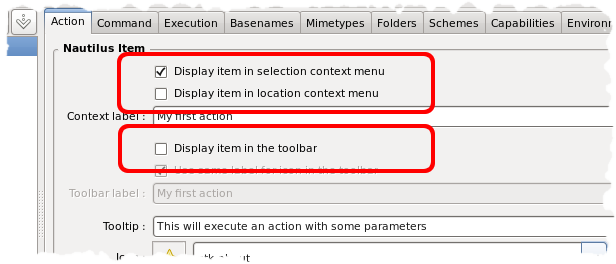 Action Command Execution Basenames Mimetypes Folders Schemes Capabilities
Nautilus Item
Display item in selection context menu
Display item in location context menu
Context label : My first action
Display item in the toolbar
Use same label for icon in the toolbar
Toolbar label : My first action
Tooltip : This will execute an action with some parameters